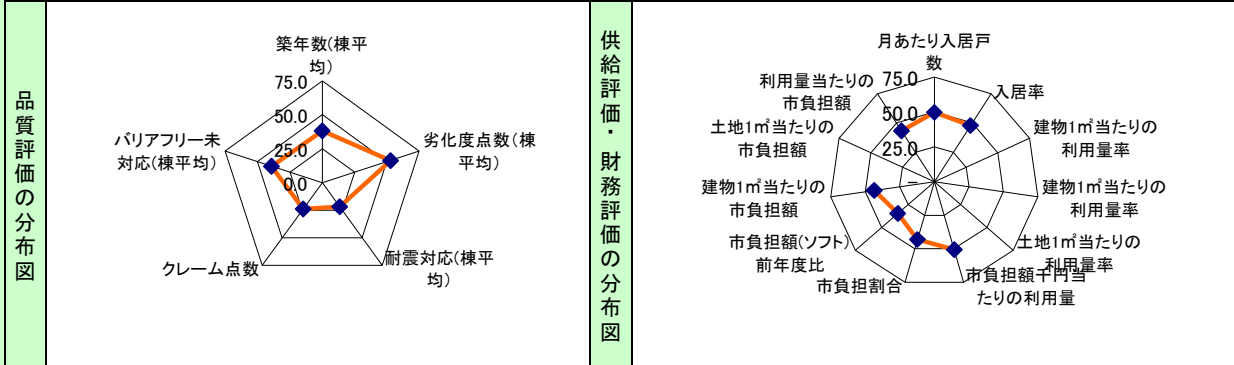 品質評価の分布図
築年数(棟平
均)
75.0
50.0
25.0
0.0
劣化度点数(棟
平均)
耐震対応(棟平
均)
クレーム点数
バリアフリー未
対応(棟平均)
供給評価・財務評価の分布図
月あたり入居戸
数
75.0
50.0
25.0
–
入居率
建物1㎡当たりの
利用量率
建物1㎡当たりの
利用量率
土地1㎡当たりの
利用量率
市負担額千円当
たりの利用量
市負担割合
市負担額(ソフト)
前年度比
建物1㎡当たりの
市負担額
土地1㎡当たりの
市負担額
利用量当たりの
市負担額